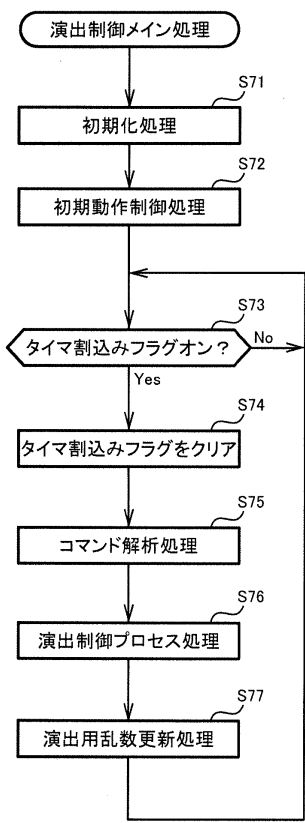 演出制御メイン処理
S71
初期化処理
S72
初期動作制御処理
S73
タイマ割込みフラグオン？
No
Yes
S74
タイマ割込みフラグをクリア
S75
コマンド解析処理
S76
演出制御プロセス処理
S77
演出用乱数更新処理